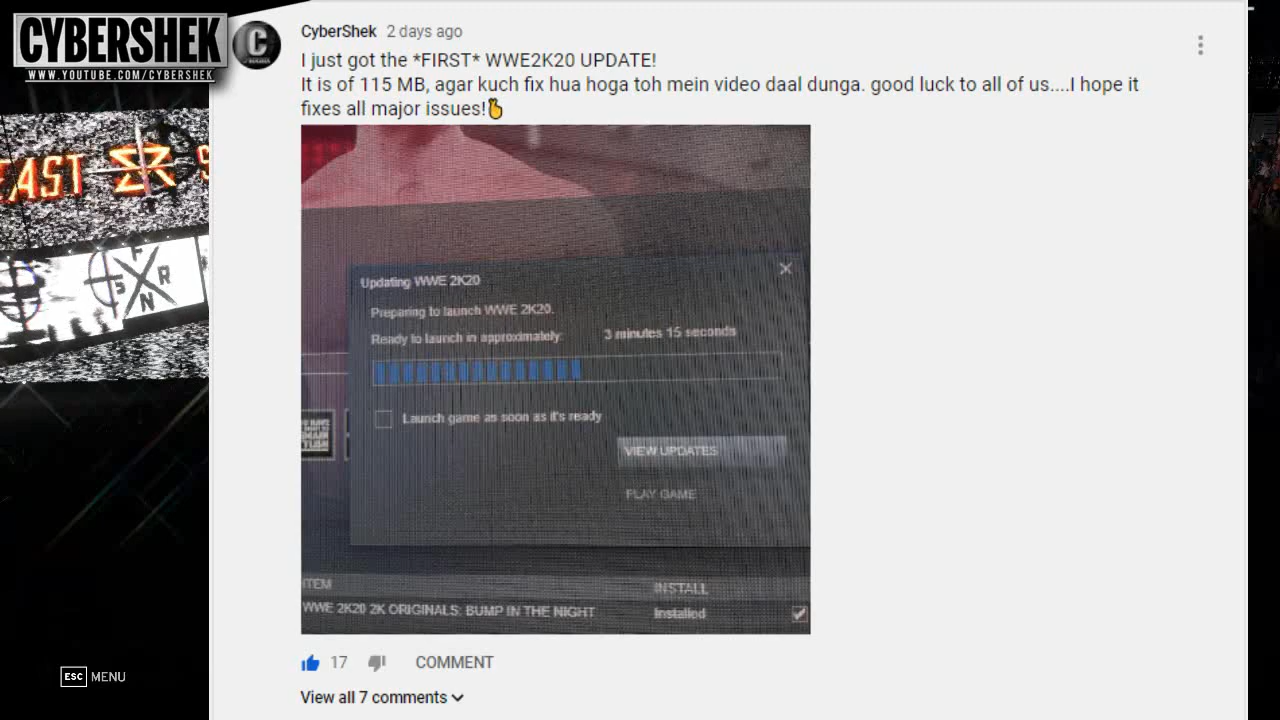 CYBERSHEK
WWW.YOUTUBE.COM/CYBERSHEK
CyberShek 2 days ago
I just got the *FIRST* WWE2K20 UPDATE!
It is of 115 MB, agar kuch fix hua hoga toh mein video daal dunga. good luck to all of us....I hope it
fixes all major issues!
EAST
F
S R
N
Updating WWE 2K20
Preparing to launch WWE 2K20.
Ready to launch in approximately: 3 minutes 15 seconds
Launch game as soon as it's ready
VIEW UPDATES
PLAY GAME
ITEM INSTALL
WWE 2K20 2K ORIGINALS: BUMP IN THE NIGHT Installed
17 COMMENT
View all 7 comments
ESC MENU